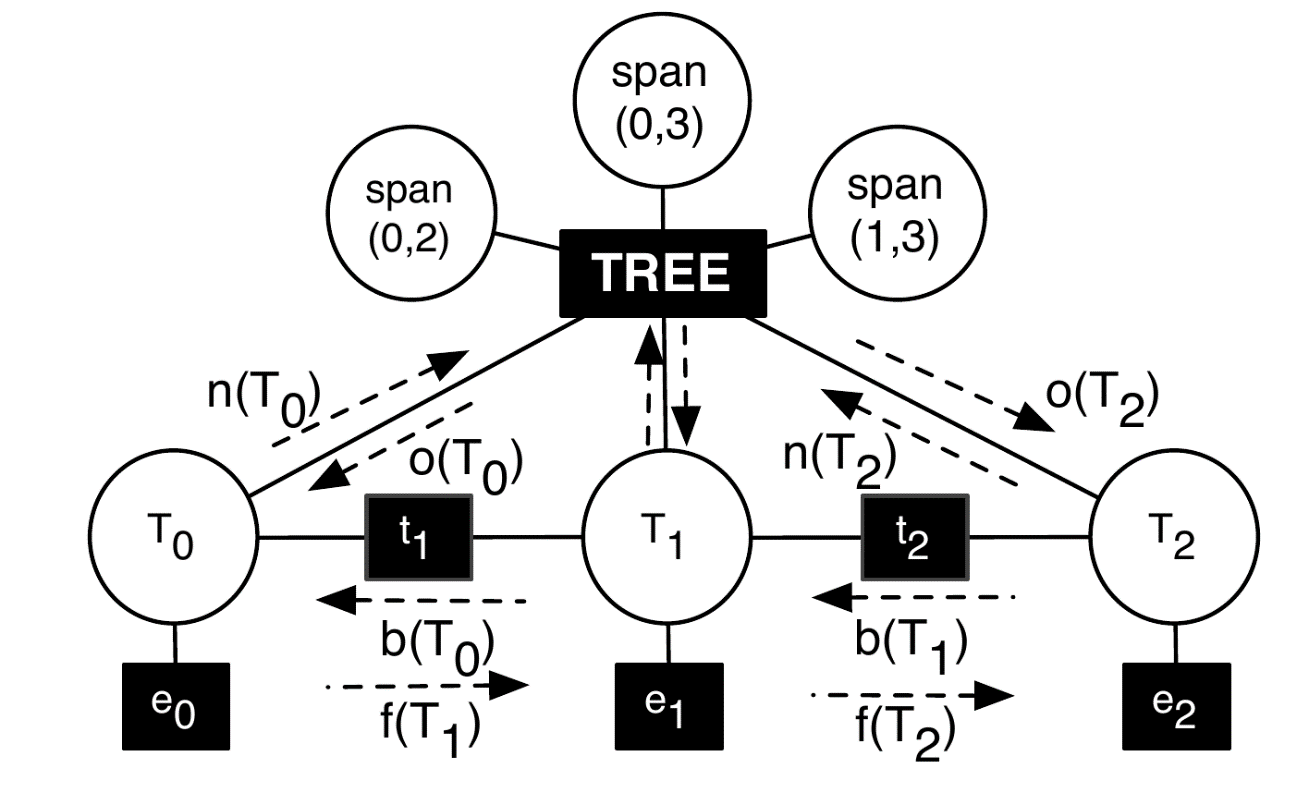 span
(0,3)
span
(0,2)
span
(1,3)
TREE
n(T₀)
o(T₀)
n(T₂)
o(T₂)
T₀
t₁
T₁
t₂
T₂
b(T₀)
b(T₁)
f(T₁)
f(T₂)
e₀
e₁
e₂